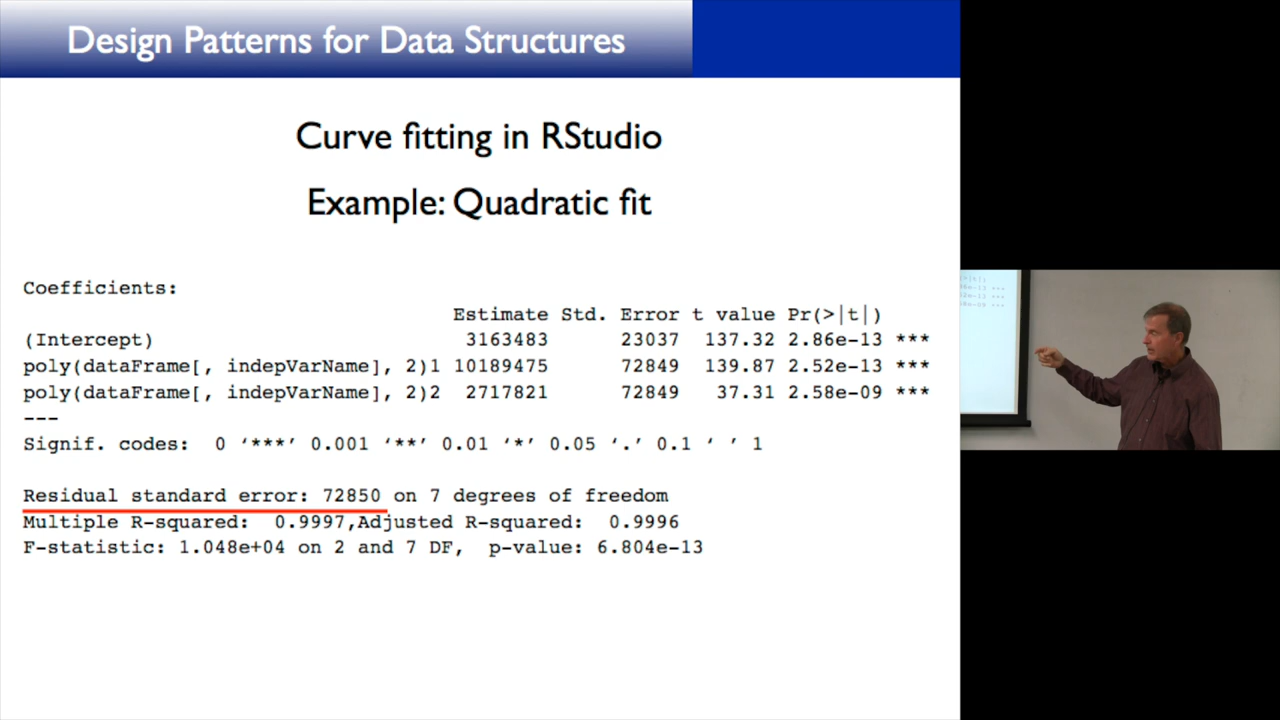 Design Patterns for Data Structures
Curve fitting in RStudio
Example: Quadratic fit
Coefficients:
Estimate Std. Error t value Pr(>|t|)
(Intercept) 3163483 23037 137.32 2.86e-13 ***
poly(dataFrame[, indepVarName], 2)1 10189475 72849 139.87 2.52e-13 ***
poly(dataFrame[, indepVarName], 2)2 2717821 72849 37.31 2.58e-09 ***
---
Signif. codes: 0 ‘***’ 0.001 ‘**’ 0.01 ‘*’ 0.05 ‘.’ 0.1 ‘ ’ 1
Residual standard error: 72850 on 7 degrees of freedom
Multiple R-squared: 0.9997,Adjusted R-squared: 0.9996
F-statistic: 1.048e+04 on 2 and 7 DF, p-value: 6.804e-13